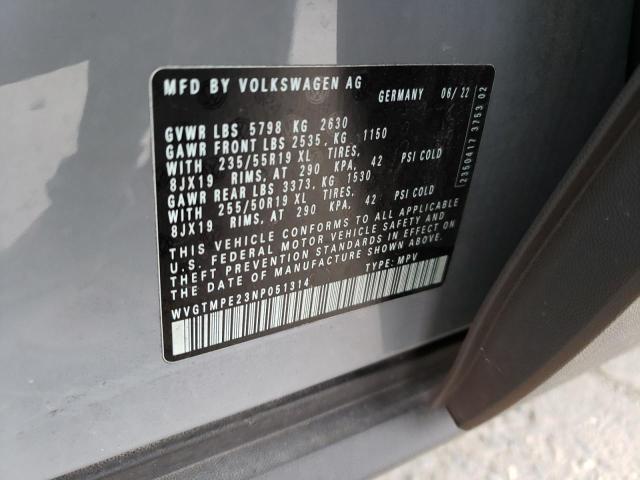 MFD BY VOLKSWAGEN AG GERMANY 06/22
GVWR LBS 5798 KG 2630
GAWR FRONT LBS 2535, KG 1150
WITH 235/55R19 XL TIRES,
8JX19 RIMS, AT 290 KPA, 42 PSI COLD
GAWR REAR LBS 3373, KG 1530
WITH 255/50R19 XL TIRES,
8JX19 RIMS, AT 290 KPA, 42 PSI COLD
THIS VEHICLE CONFORMS TO ALL APPLICABLE
U.S. FEDERAL MOTOR VEHICLE SAFETY AND
THEFT PREVENTION STANDARDS IN EFFECT ON
THE DATE OF MANUFACTURE SHOWN ABOVE.
WVGTMPE23NP051314 TYPE: MPV
2350417 3753 02